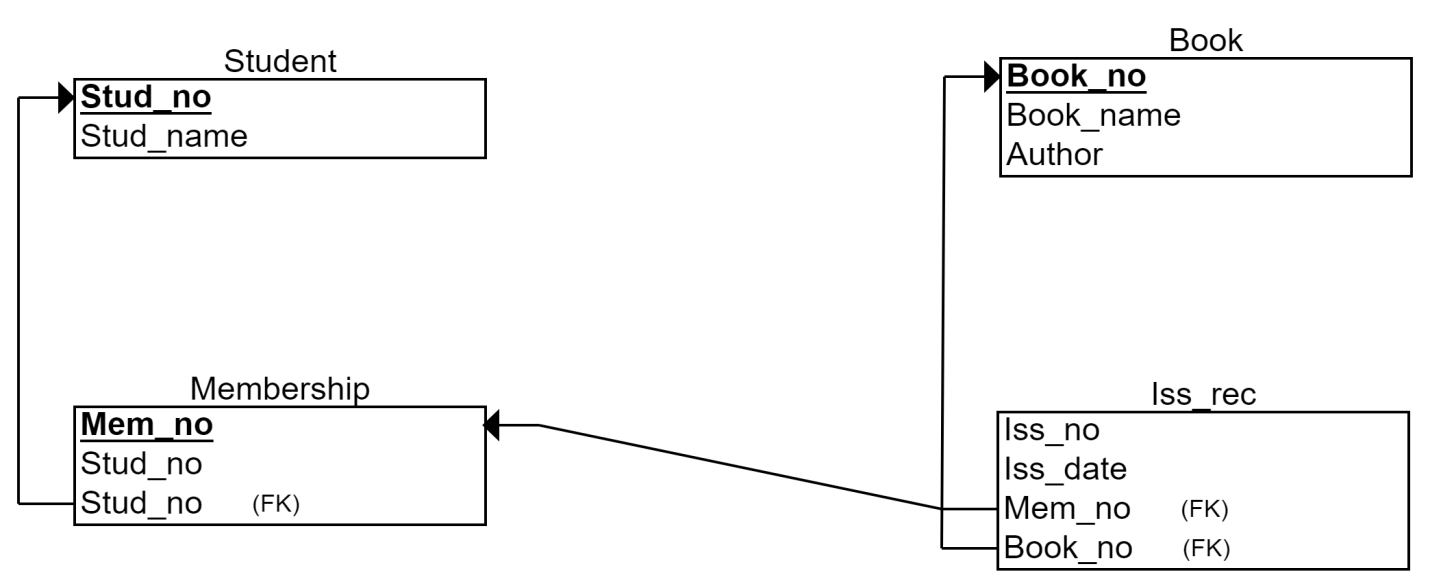 Student
Stud_no
Stud_name
Book
Book_no
Book_name
Author
Membership
Mem_no
Stud_no
Stud_no (FK)
Iss_rec
Iss_no
Iss_date
Mem_no (FK)
Book_no (FK)